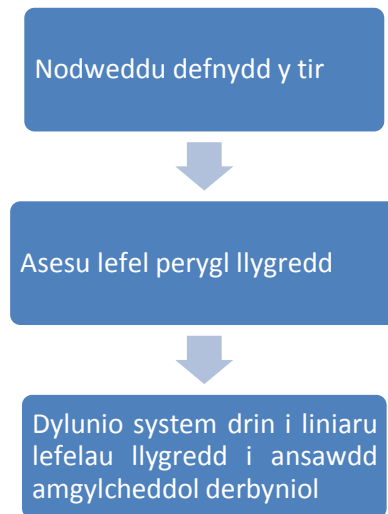 Nodweddu defnydd y tir
Asesu lefel perygl llygredd
Dylunio system drin i liniaru
lefelau llygredd i ansawdd
amgylcheddol derbyniol